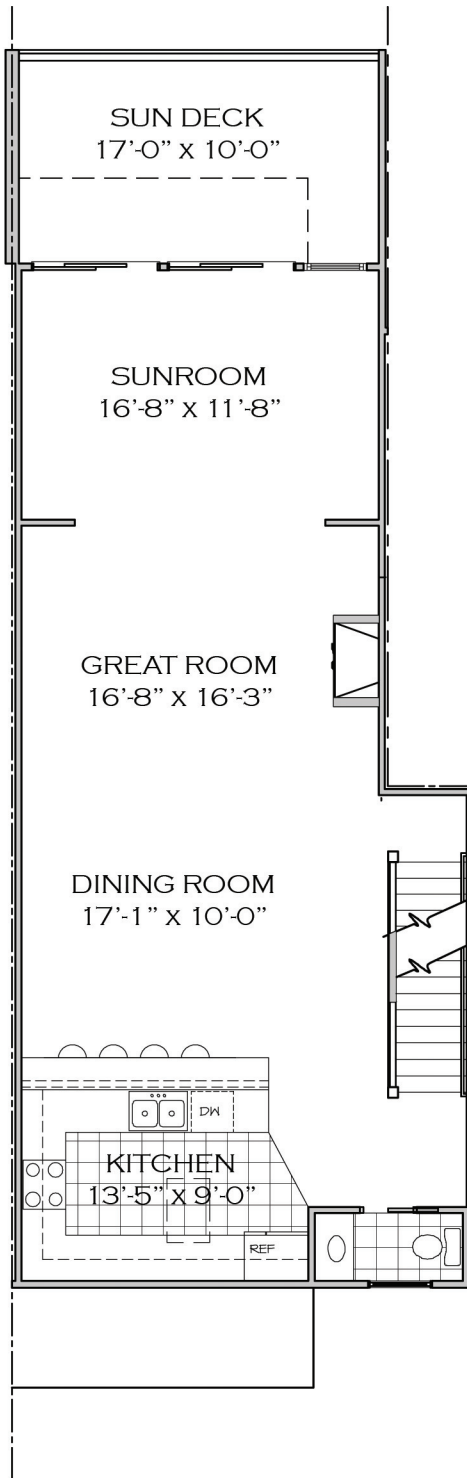 SUN DECK
17’-0” X 10’-0”
SUNROOM
16’-8” X 11’-8”
GREAT ROOM
16’-8” X 16’-3”
DINING ROOM
17’-1” X 10’-0”
DW
KITCHEN
13’-5” X 9’-0”
REF